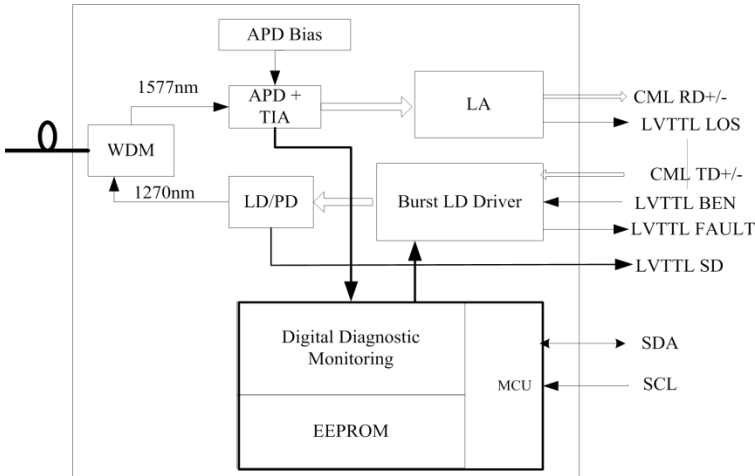 APD Bias
1577nm
APD +
TIA
LA
CML RD+/-
LVTTL LOS
WDM
CML TD+/-
1270nm
LD/PD
Burst LD Driver
LVTTL BEN
LVTTL FAULT
LVTTL SD
Digital Diagnostic
Monitoring
SDA
MCU
SCL
EEPROM